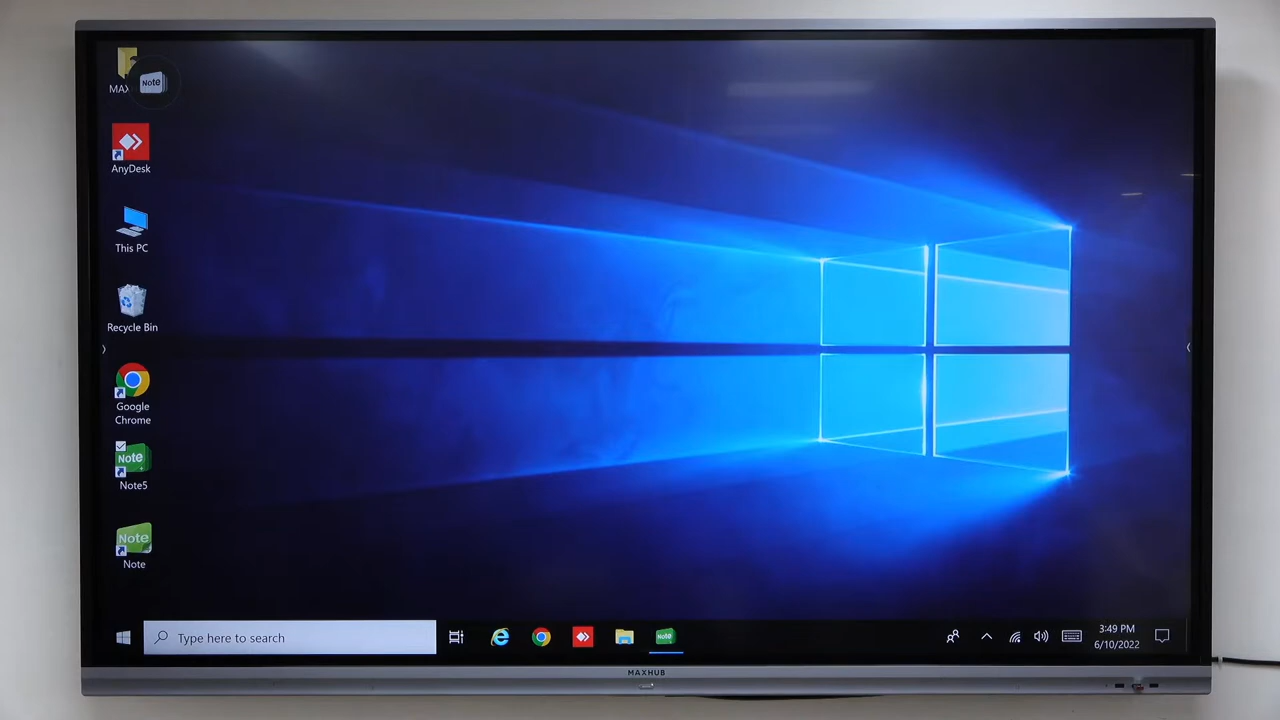 MAX
Note
AnyDesk
This PC
Recycle Bin
Google
Chrome
Note
Note5
Note
Note
Type here to search
Note
3:49 PM
6/10/2022
MAXHUB